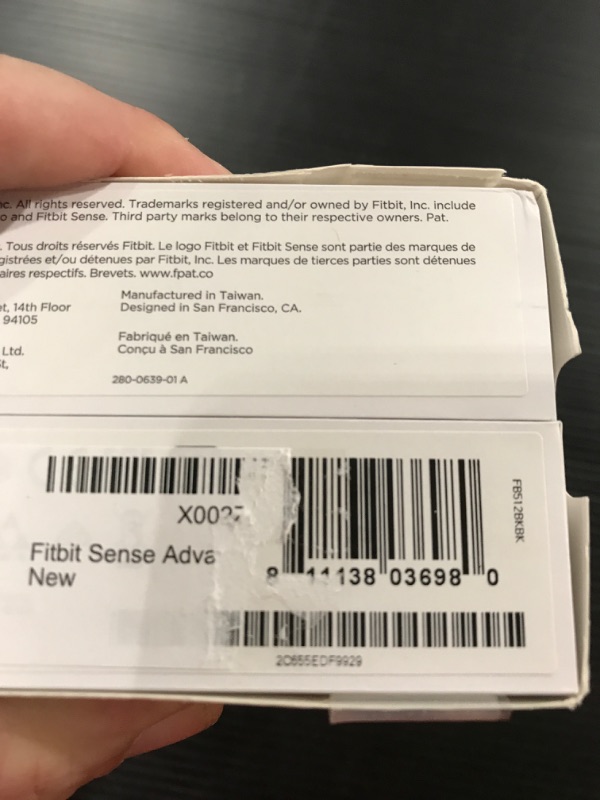 c. All rights reserved. Trademarks registered and/or owned by Fitbit, Inc. include
o and Fitbit Sense. Third party marks belong to their respective owners. Pat.
. Tous droits réservés Fitbit. Le logo Fitbit et Fitbit Sense sont partie des marques de
gistrées et/ou détenues par Fitbit, Inc. Les marques de tierces parties sont détenues
aires respectifs. Brevets. www.fpat.co
et, 14th Floor
94105
Ltd.
St,
Manufactured in Taiwan.
Designed in San Francisco, CA.
Fabriqué en Taiwan.
Conçu à San Francisco
280-0639-01 A
X002
Fitbit Sense Adva
New
8 11138 03698 0
FB512BKBK
2C655EDF9929